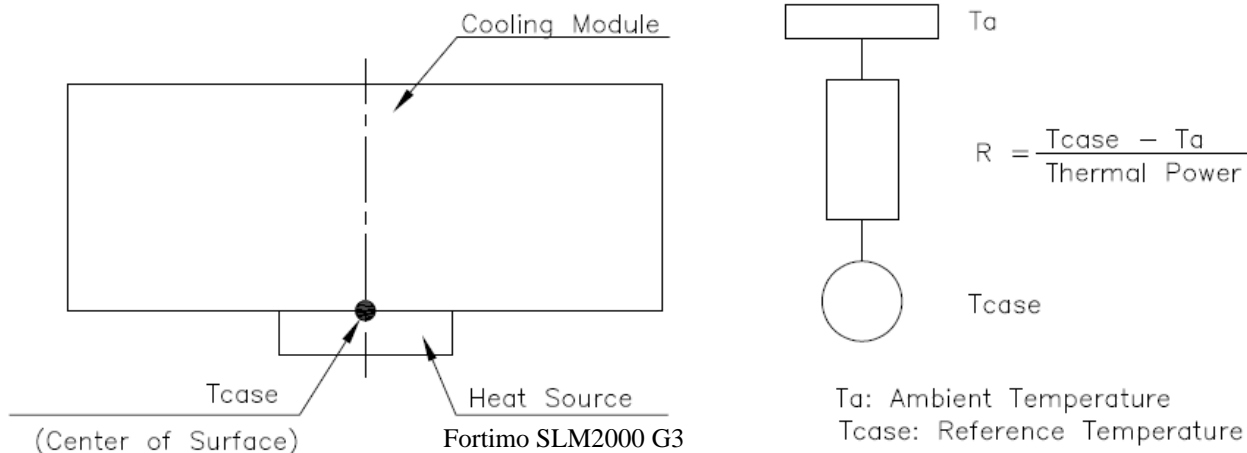 Cooling Module
Tcase
(Center of Surface)
Heat Source
Fortimo SLM2000 G3
Ta
R = Tcase - Ta
Thermal Power
Tcase
Ta: Ambient Temperature
Tcase: Reference Temperature